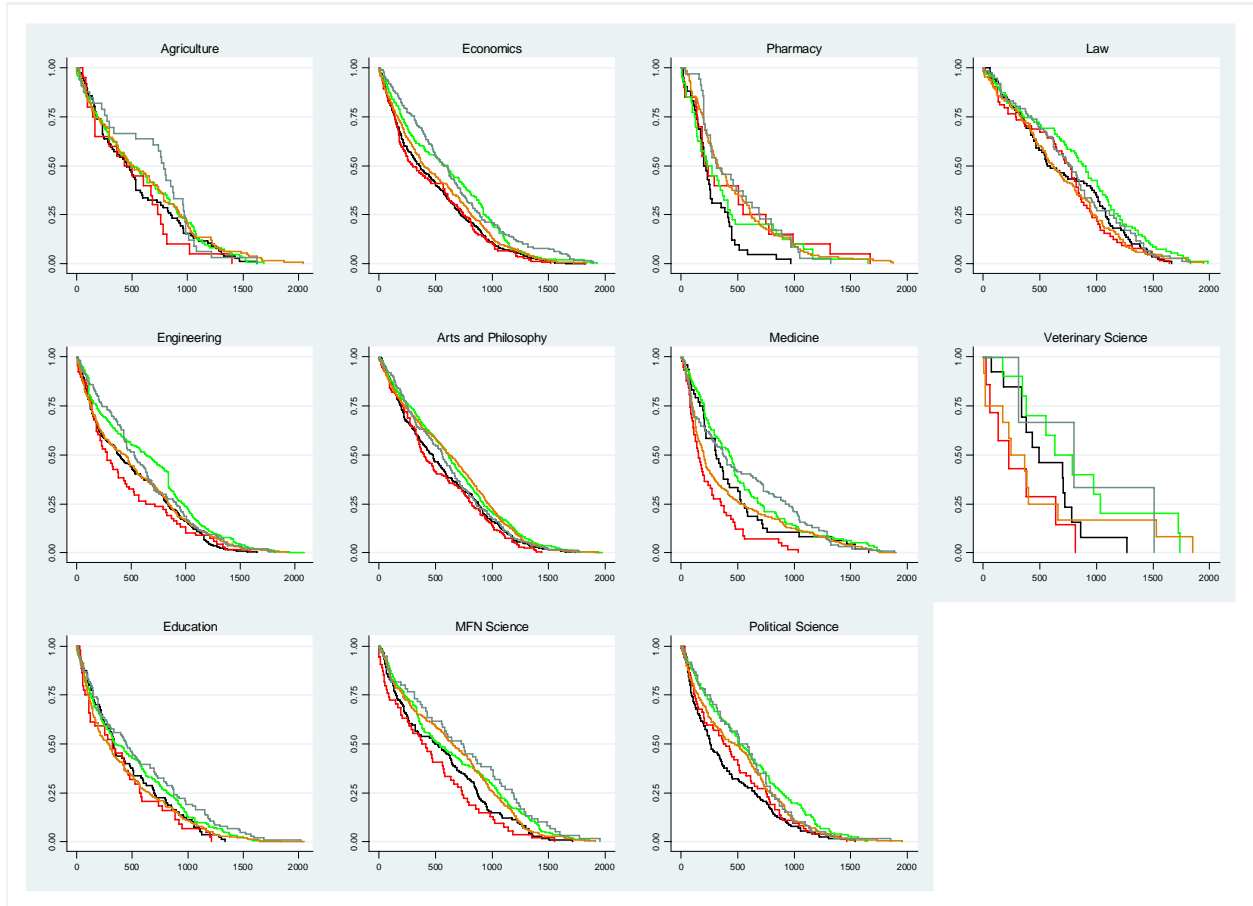 Agriculture Economics Pharmacy Law
1.00 1.00 1.00 1.00
0.75 0.75 0.75 0.75
0.50 0.50 0.50 0.50
0.25 0.25 0.25 0.25
0.00 0.00 0.00 0.00
0 500 1000 1500 2000 0 500 1000 1500 2000 0 500 1000 1500 2000 0 500 1000 1500 2000
Engineering Arts and Philosophy Medicine Veterinary Science
1.00 1.00 1.00 1.00
0.75 0.75 0.75 0.75
0.50 0.50 0.50 0.50
0.25 0.25 0.25 0.25
0.00 0.00 0.00 0.00
0 500 1000 1500 2000 0 500 1000 1500 2000 0 500 1000 1500 2000 0 500 1000 1500 2000
Education MFN Science Political Science
1.00 1.00 1.00
0.75 0.75 0.75
0.50 0.50 0.50
0.25 0.25 0.25
0.00 0.00 0.00
0 500 1000 1500 2000 0 500 1000 1500 2000 0 500 1000 1500 2000